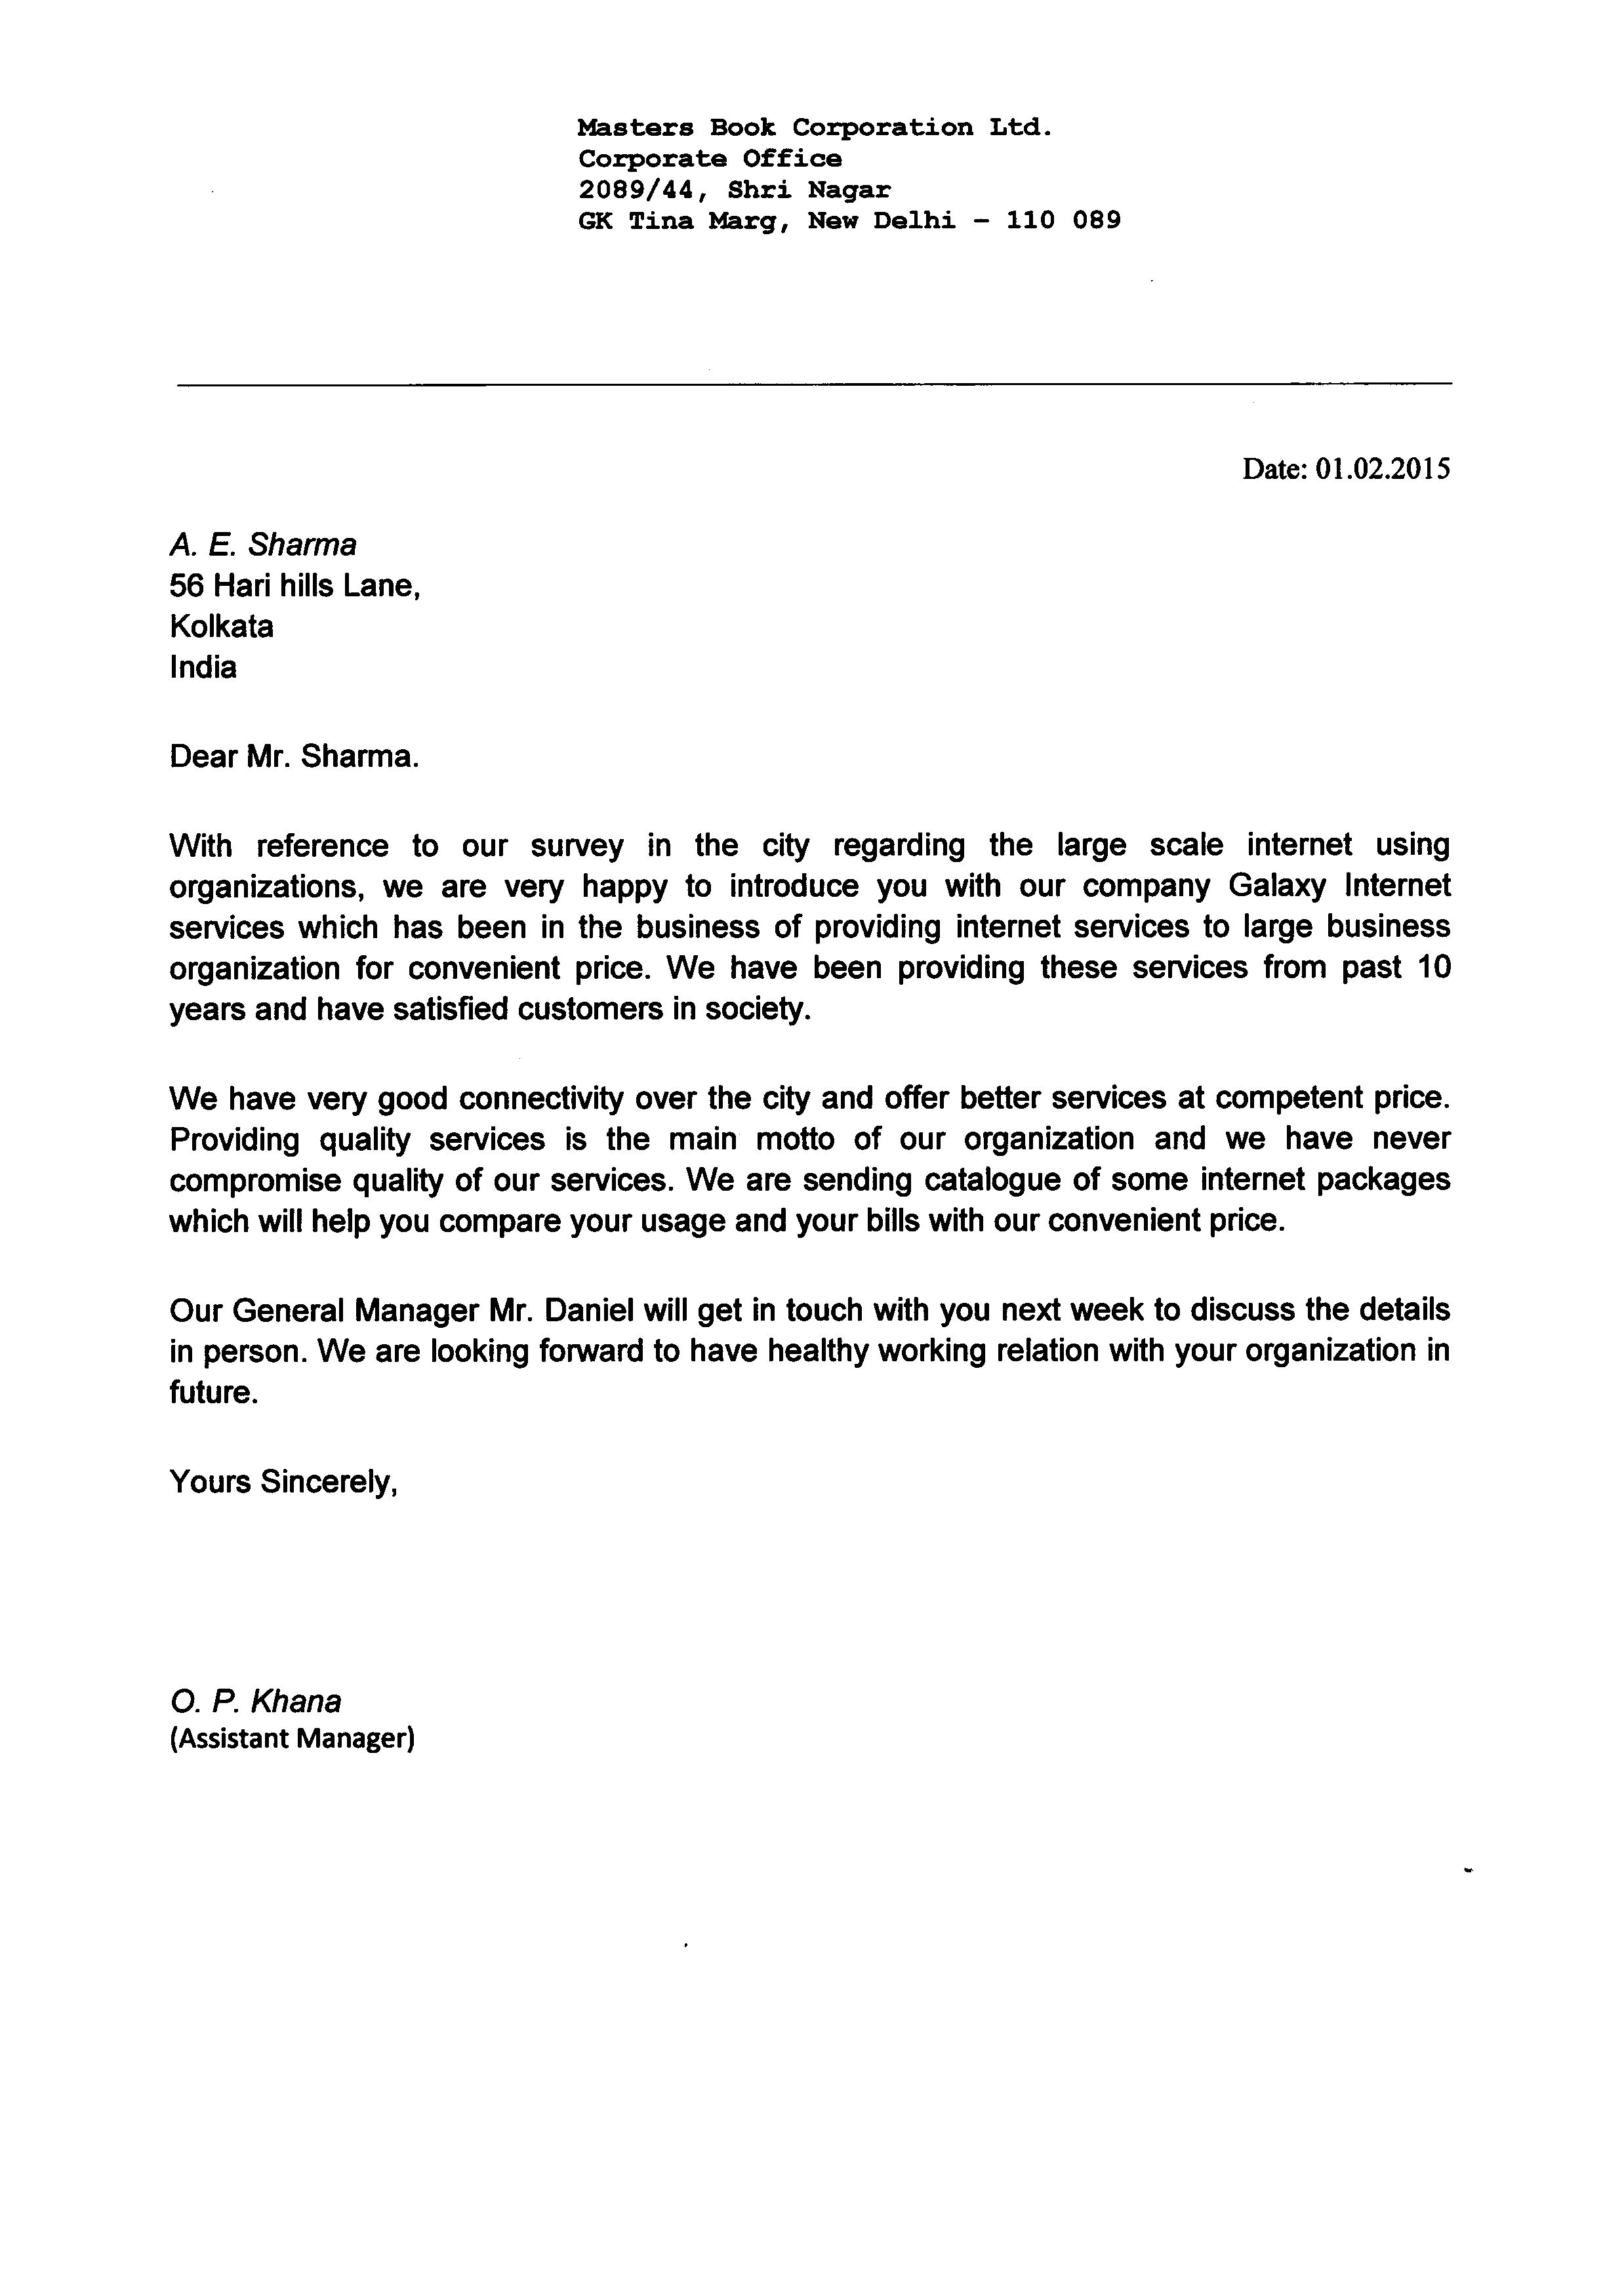 Masters Book Corporation Ltd.
Corporate Office
2089/44, Shri Nagar
GK Tina Marg, New Delhi – 110 089
Date: 01.02.2015
A. E. Sharma
56 Hari hills Lane,
Kolkata
India
Dear Mr. Sharma.
With reference to our survey in the city regarding the large scale internet using
organizations, we are very happy to introduce you with our company Galaxy Internet
services which has been in the business of providing internet services to large business
organization for convenient price. We have been providing these services from past 10
years and have satisfied customers in society.
We have very good connectivity over the city and offer better services at competent price.
Providing quality services is the main motto of our organization and we have never
compromise quality of our services. We are sending catalogue of some internet packages
which will help you compare your usage and your bills with our convenient price.
Our General Manager Mr. Daniel will get in touch with you next week to discuss the details
in person. We are looking forward to have healthy working relation with your organization in
future.
Yours Sincerely,
O. P. Khana
(Assistant Manager)